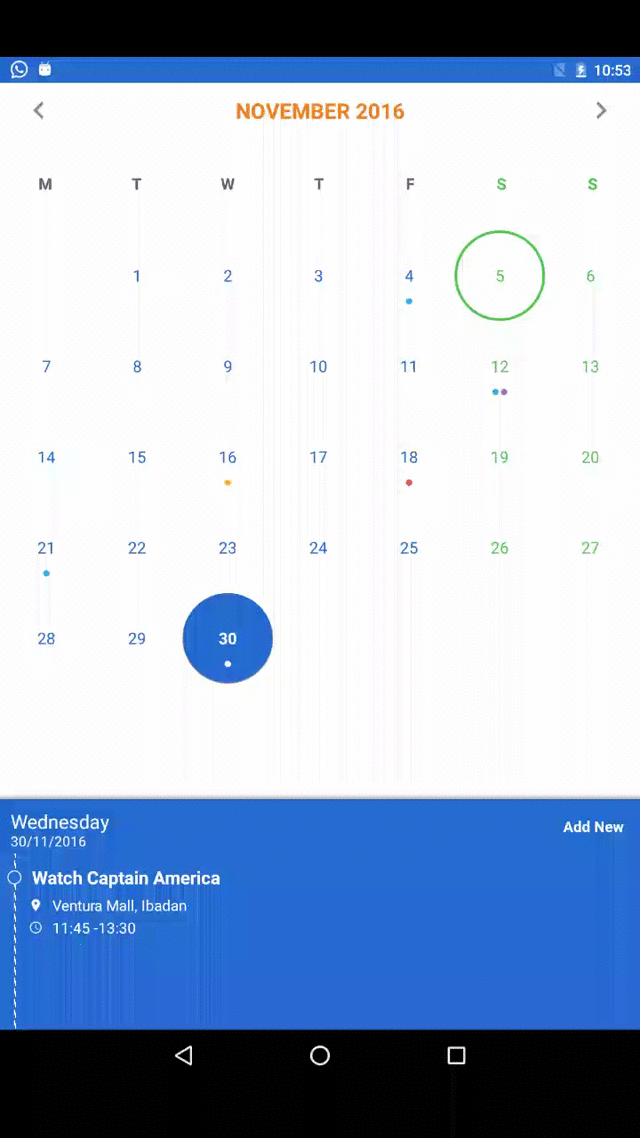 10:53
NOVEMBER 2016
M T W T F S S
1 2 3 4 5 6
7 8 9 10 11 12 13
14 15 16 17 18 19 20
21 22 23 24 25 26 27
28 29 30
Wednesday
Add New
30/11/2016
Watch Captain America
Ventura Mall, Ibadan
11:45 -13:30